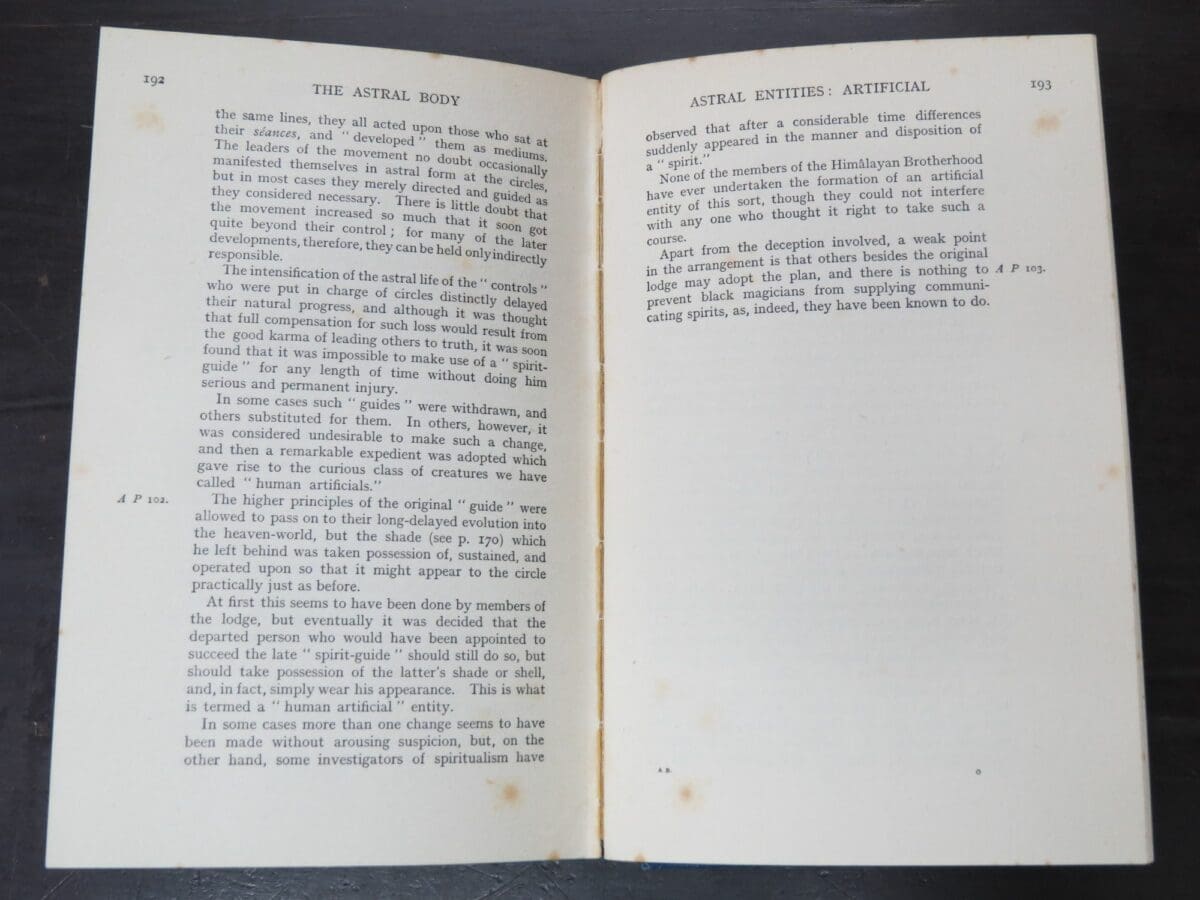 192
THE ASTRAL BODY
the same lines, they all acted upon those who sat at
their séances, and “ developed ” them as mediums.
The leaders of the movement no doubt occasionally
manifested themselves in astral form at the circles,
but in most cases they merely directed and guided as
they considered necessary. There is little doubt that
the movement increased so much that it soon got
quite beyond their control ; for many of the later
developments, therefore, they can be held only indirectly
responsible.
The intensification of the astral life of the “ controls ”
who were put in charge of circles distinctly delayed
their natural progress, and although it was thought
that full compensation for such loss would result from
the good karma of leading others to truth, it was soon
found that it was impossible to make use of a “ spirit-
guide ” for any length of time without doing him
serious and permanent injury.
In some cases such “ guides ” were withdrawn, and
others substituted for them. In others, however, it
was considered undesirable to make such a change,
and then a remarkable expedient was adopted which
gave rise to the curious class of creatures we have
called “ human artificials.”
A P 102.
The higher principles of the original “ guide ” were
allowed to pass on to their long-delayed evolution into
the heaven-world, but the shade (see p. 170) which
he left behind was taken possession of, sustained, and
operated upon so that it might appear to the circle
practically just as before.
At first this seems to have been done by members of
the lodge, but eventually it was decided that the
departed person who would have been appointed to
succeed the late “ spirit-guide ” should still do so, but
should take possession of the latter’s shade or shell,
and, in fact, simply wear his appearance. This is what
is termed a “ human artificial ” entity.
In some cases more than one change seems to have
been made without arousing suspicion, but, on the
other hand, some investigators of spiritualism have
ASTRAL ENTITIES: ARTIFICIAL
193
observed that after a considerable time differences
suddenly appeared in the manner and disposition of
a “ spirit.”
None of the members of the Himâlayan Brotherhood
have ever undertaken the formation of an artificial
entity of this sort, though they could not interfere
with any one who thought it right to take such a
course.
Apart from the deception involved, a weak point
in the arrangement is that others besides the original
lodge may adopt the plan, and there is nothing to
A P 103.
prevent black magicians from supplying communi-
cating spirits, as, indeed, they have been known to do.
A.B.
O